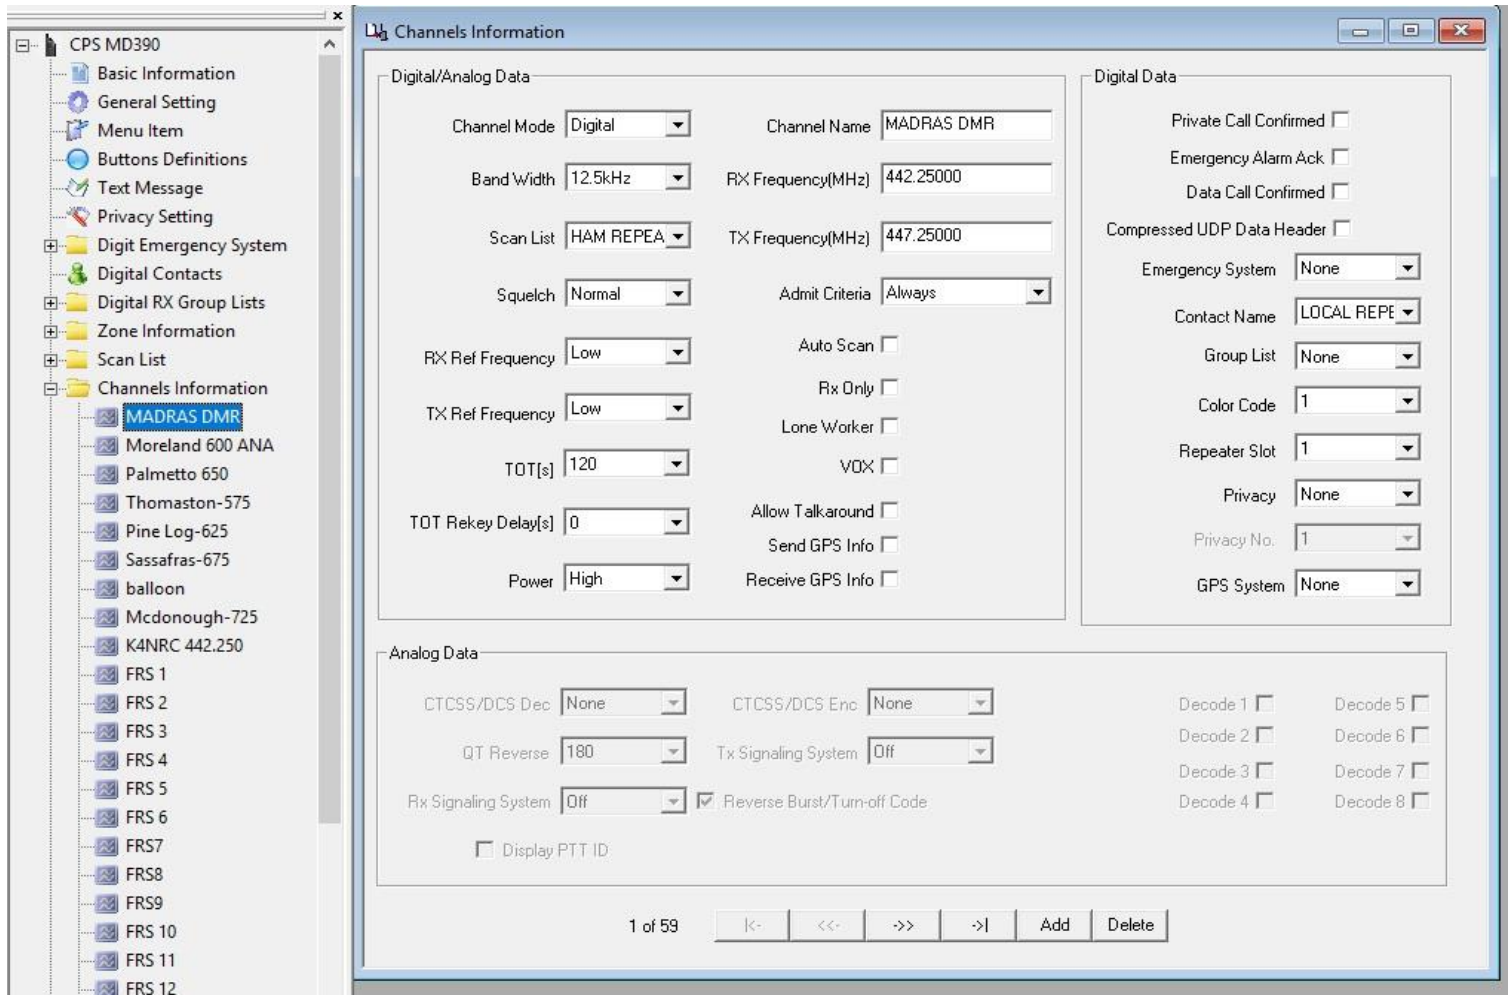 CPS MD390
Basic Information
General Setting
Menu Item
Buttons Definitions
Text Message
Privacy Setting
Digit Emergency System
Digital Contacts
Digital RX Group Lists
Zone Information
Scan List
Channels Information
MADRAS DMR
Moreland 600 ANA
Palmetto 650
Thomaston-575
Pine Log-625
Sassafras-675
balloon
Mcdonough-725
K4NRC 442.250
FRS 1
FRS 2
FRS 3
FRS 4
FRS 5
FRS 6
FRS7
FRS8
FRS9
FRS 10
FRS 11
FRS 12
Channels Information
Digital/Analog Data
Channel Mode Digital
Band Width 12.5kHz
Scan List HAM REPEA
Squelch Normal
RX Ref Frequency Low
TX Ref Frequency Low
TOT[s] 120
TOT Rekey Delay[s] 0
Power High
Channel Name MADRAS DMR
RX Frequency(MHz) 442.25000
TX Frequency(MHz) 447.25000
Admit Criteria Always
Auto Scan
Rx Only
Lone Worker
VOX
Allow Talkaround
Send GPS Info
Receive GPS Info
Digital Data
Private Call Confirmed
Emergency Alarm Ack
Data Call Confirmed
Compressed UDP Data Header
Emergency System None
Contact Name LOCAL REPE
Group List None
Color Code 1
Repeater Slot 1
Privacy None
Privacy No. 1
GPS System None
Analog Data
CTCSS/DCS Dec None CTCSS/DCS Enc None Decode 1 Decode 5
QT Reverse 180 Tx Signaling System Off Decode 2 Decode 6
Rx Signaling System Off Reverse Burst/Turn-off Code Decode 3 Decode 7
Decode 4 Decode 8
Display PTT ID
1 of 59 |<- <<- ->> ->| Add Delete